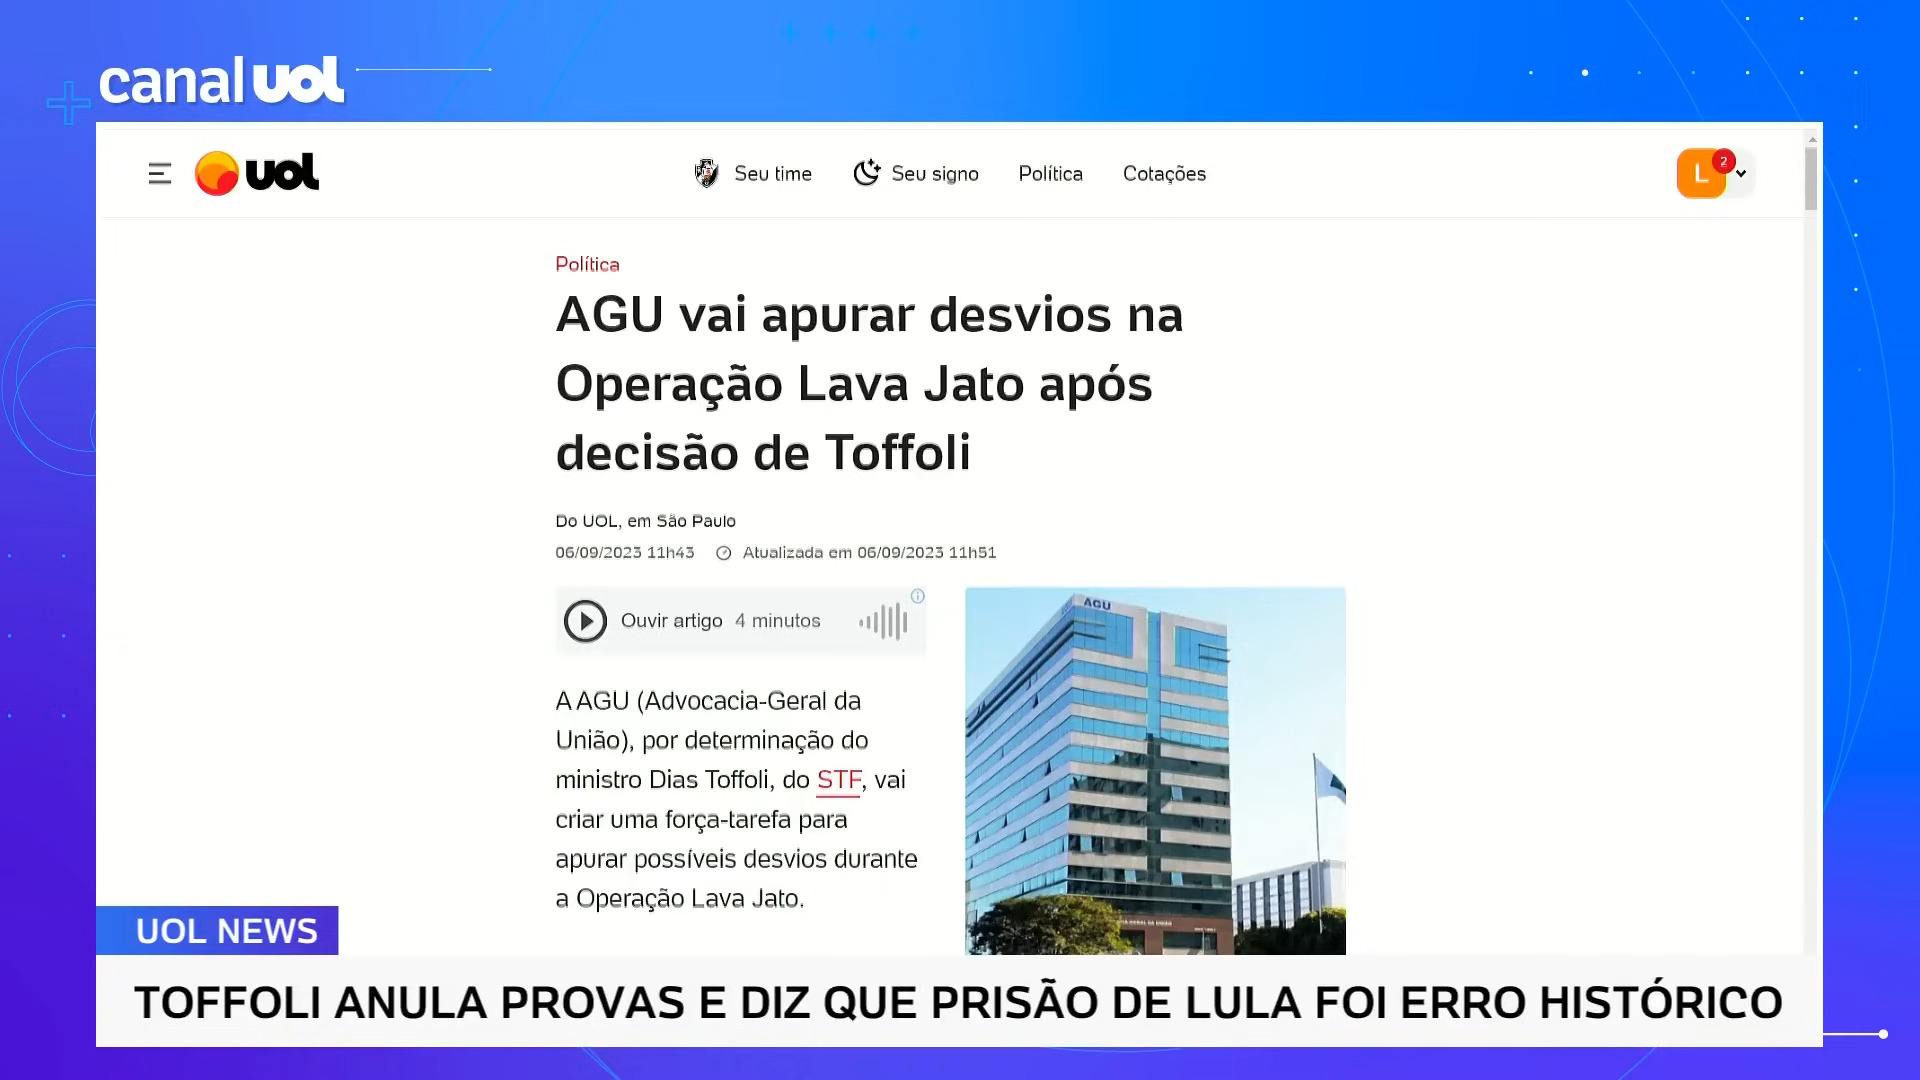 canal uol
uol
Seu time
Seu signo
Política
Cotações
L
2
Política
AGU vai apurar desvios na
Operação Lava Jato após
decisão de Toffoli
Do UOL, em São Paulo
06/09/2023 11h43
Atualizada em 06/09/2023 11h51
Ouvir artigo 4 minutos
AGU
A AGU (Advocacia-Geral da
União), por determinação do
ministro Dias Toffoli, do STF, vai
criar uma força-tarefa para
apurar possíveis desvios durante
a Operação Lava Jato.
UOL NEWS
TOFFOLI ANULA PROVAS E DIZ QUE PRISÃO DE LULA FOI ERRO HISTÓRICO